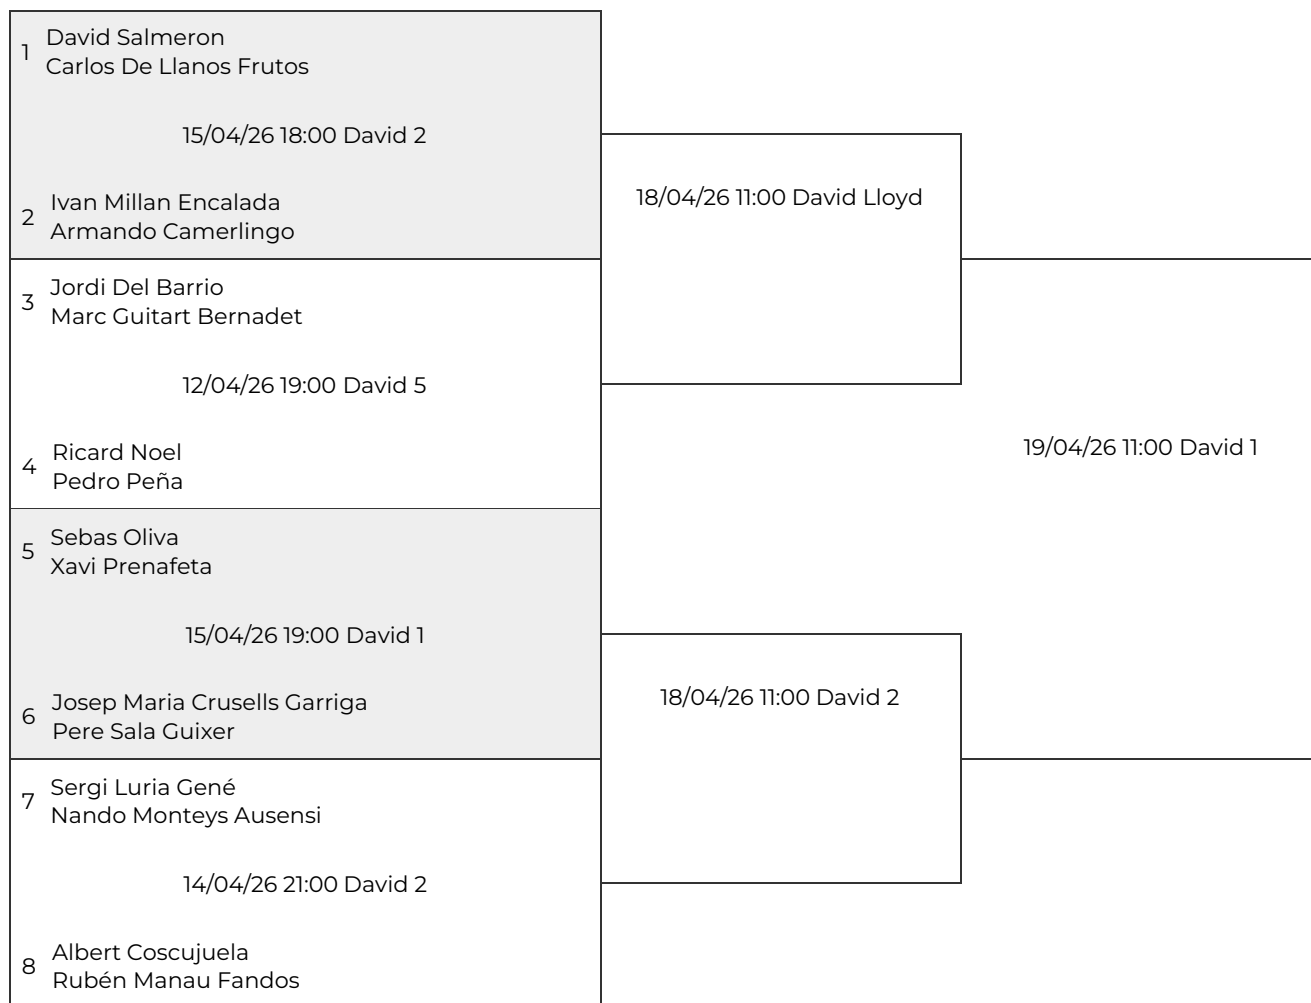 1
David Salmeron
Carlos De Llanos Frutos
15/04/26 18:00 David 2
2
Ivan Millan Encalada
Armando Camerlingo
3
Jordi Del Barrio
Marc Guitart Bernadet
12/04/26 19:00 David 5
4
Ricard Noel
Pedro Peña
5
Sebas Oliva
Xavi Prenafeta
15/04/26 19:00 David 1
6
Josep Maria Crusells Garriga
Pere Sala Guixer
7
Sergi Luria Gené
Nando Monteys Ausensi
14/04/26 21:00 David 2
8
Albert Coscujuela
Rubén Manau Fandos
18/04/26 11:00 David Lloyd
18/04/26 11:00 David 2
19/04/26 11:00 David 1